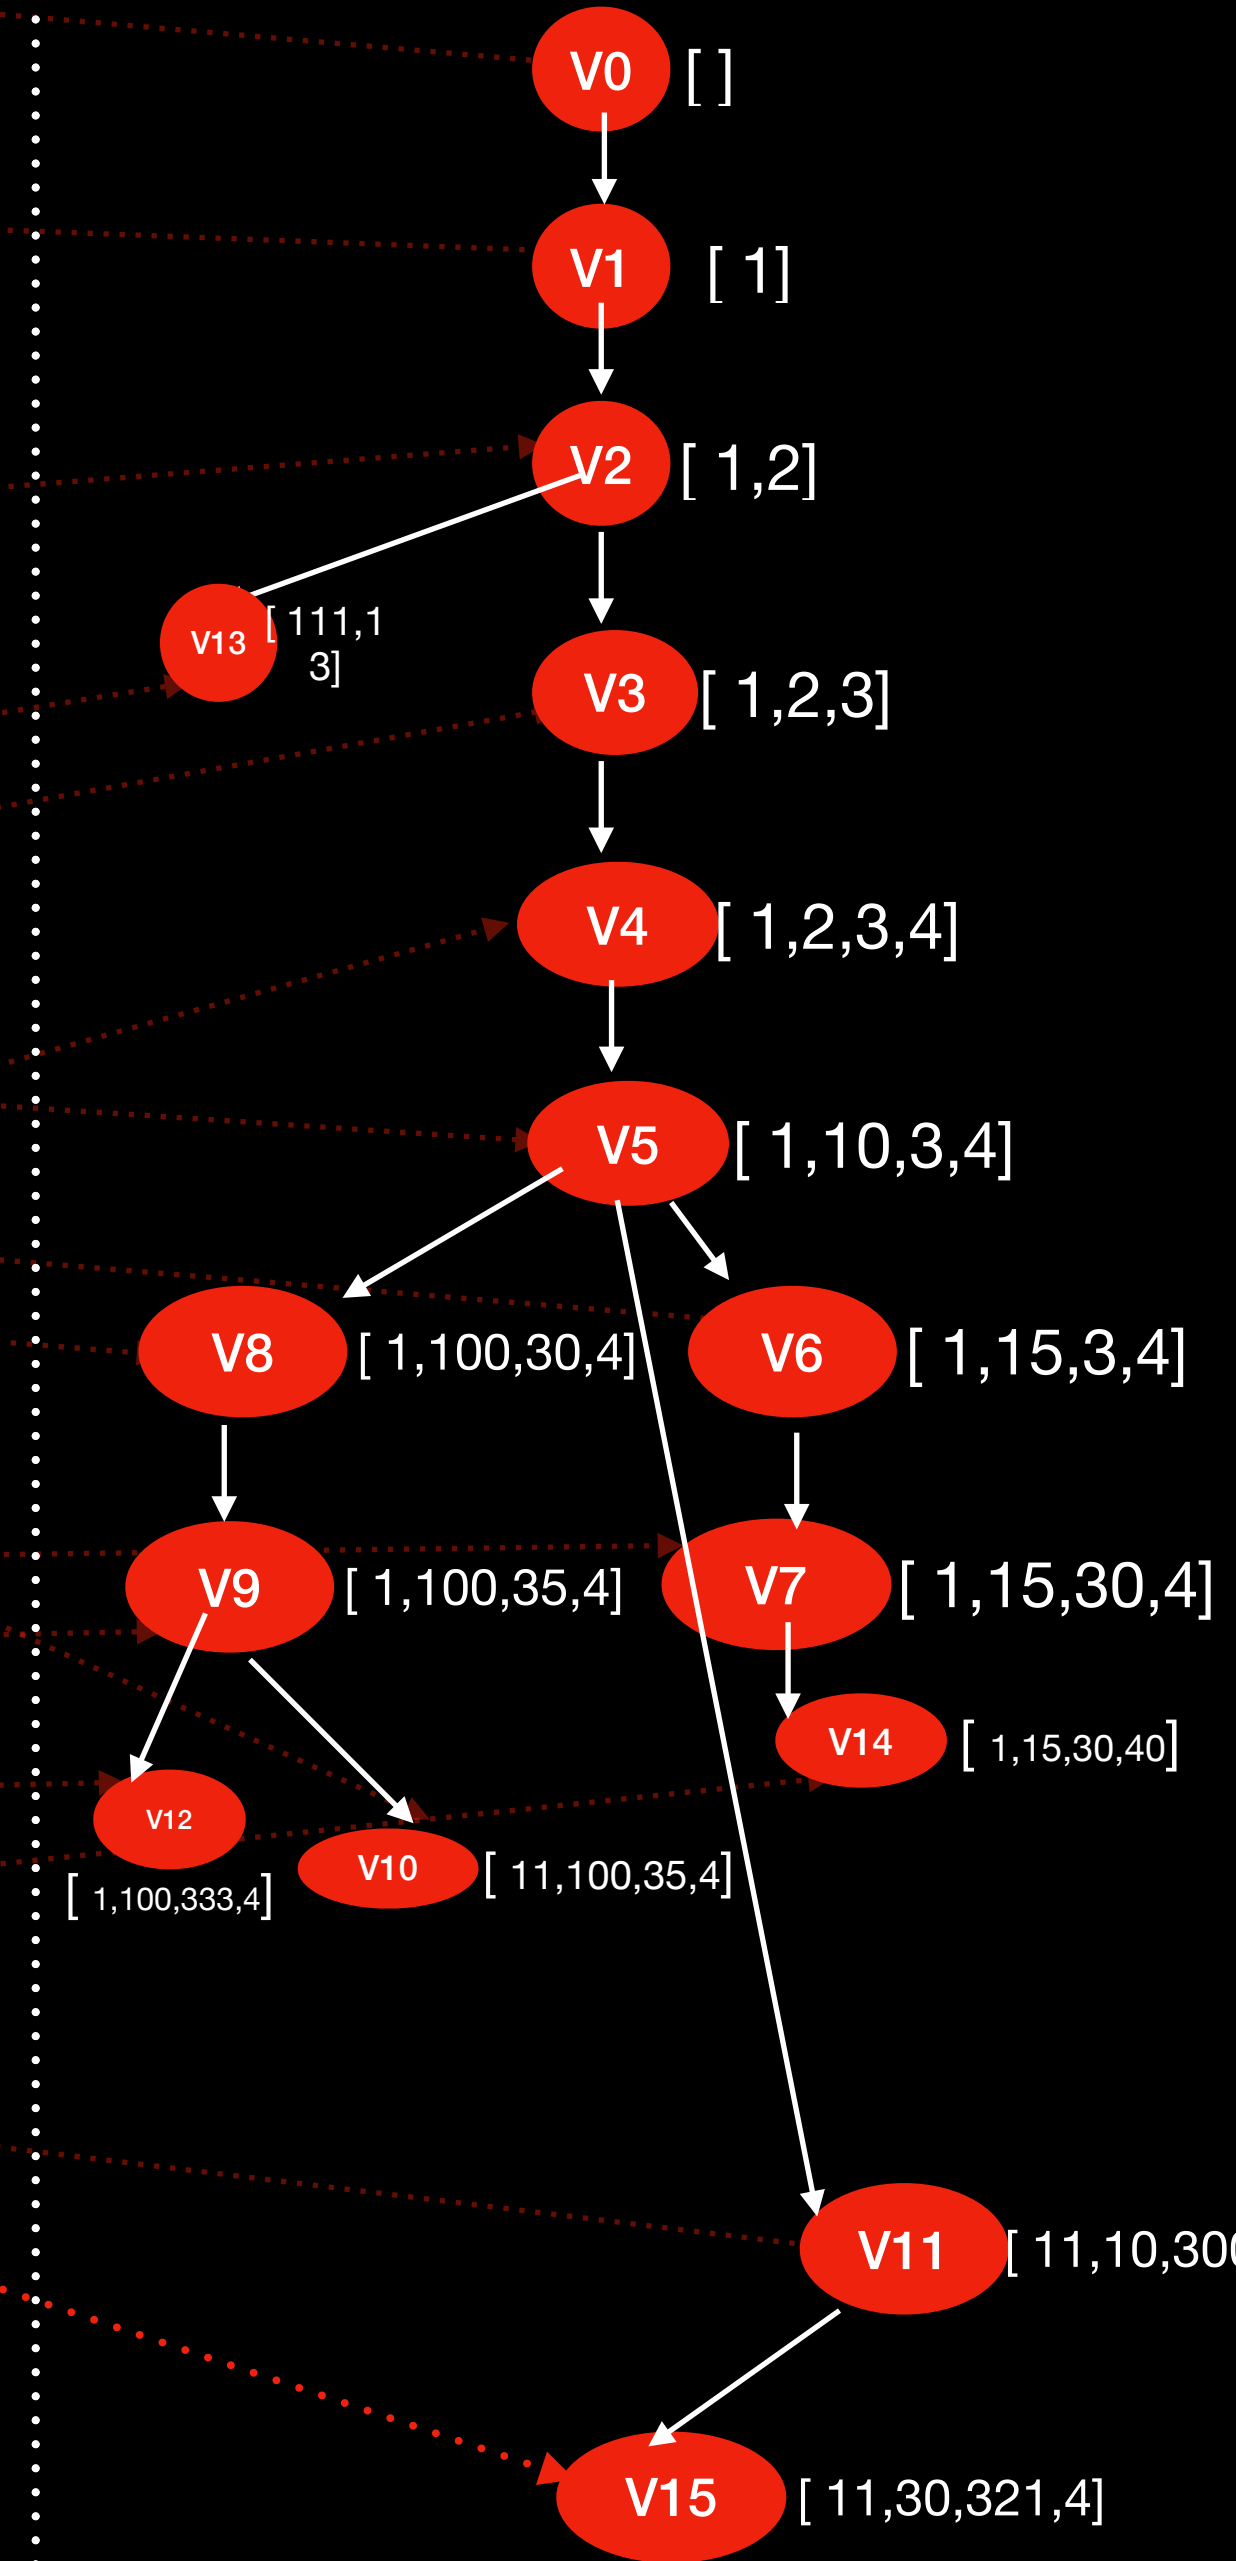 V0 [ ]
V1 [ 1]
V2 [ 1,2]
V13 [ 111,1
3]
V3 [ 1,2,3]
V4 [ 1,2,3,4]
V5 [ 1,10,3,4]
V8 [ 1,100,30,4] V6 [ 1,15,3,4]
V9 [ 1,100,35,4] V7 [ 1,15,30,4]
V14 [ 1,15,30,40]
V12
V10 [ 11,100,35,4]
[ 1,100,333,4]
V11 [ 11,10,300
V15 [ 11,30,321,4]